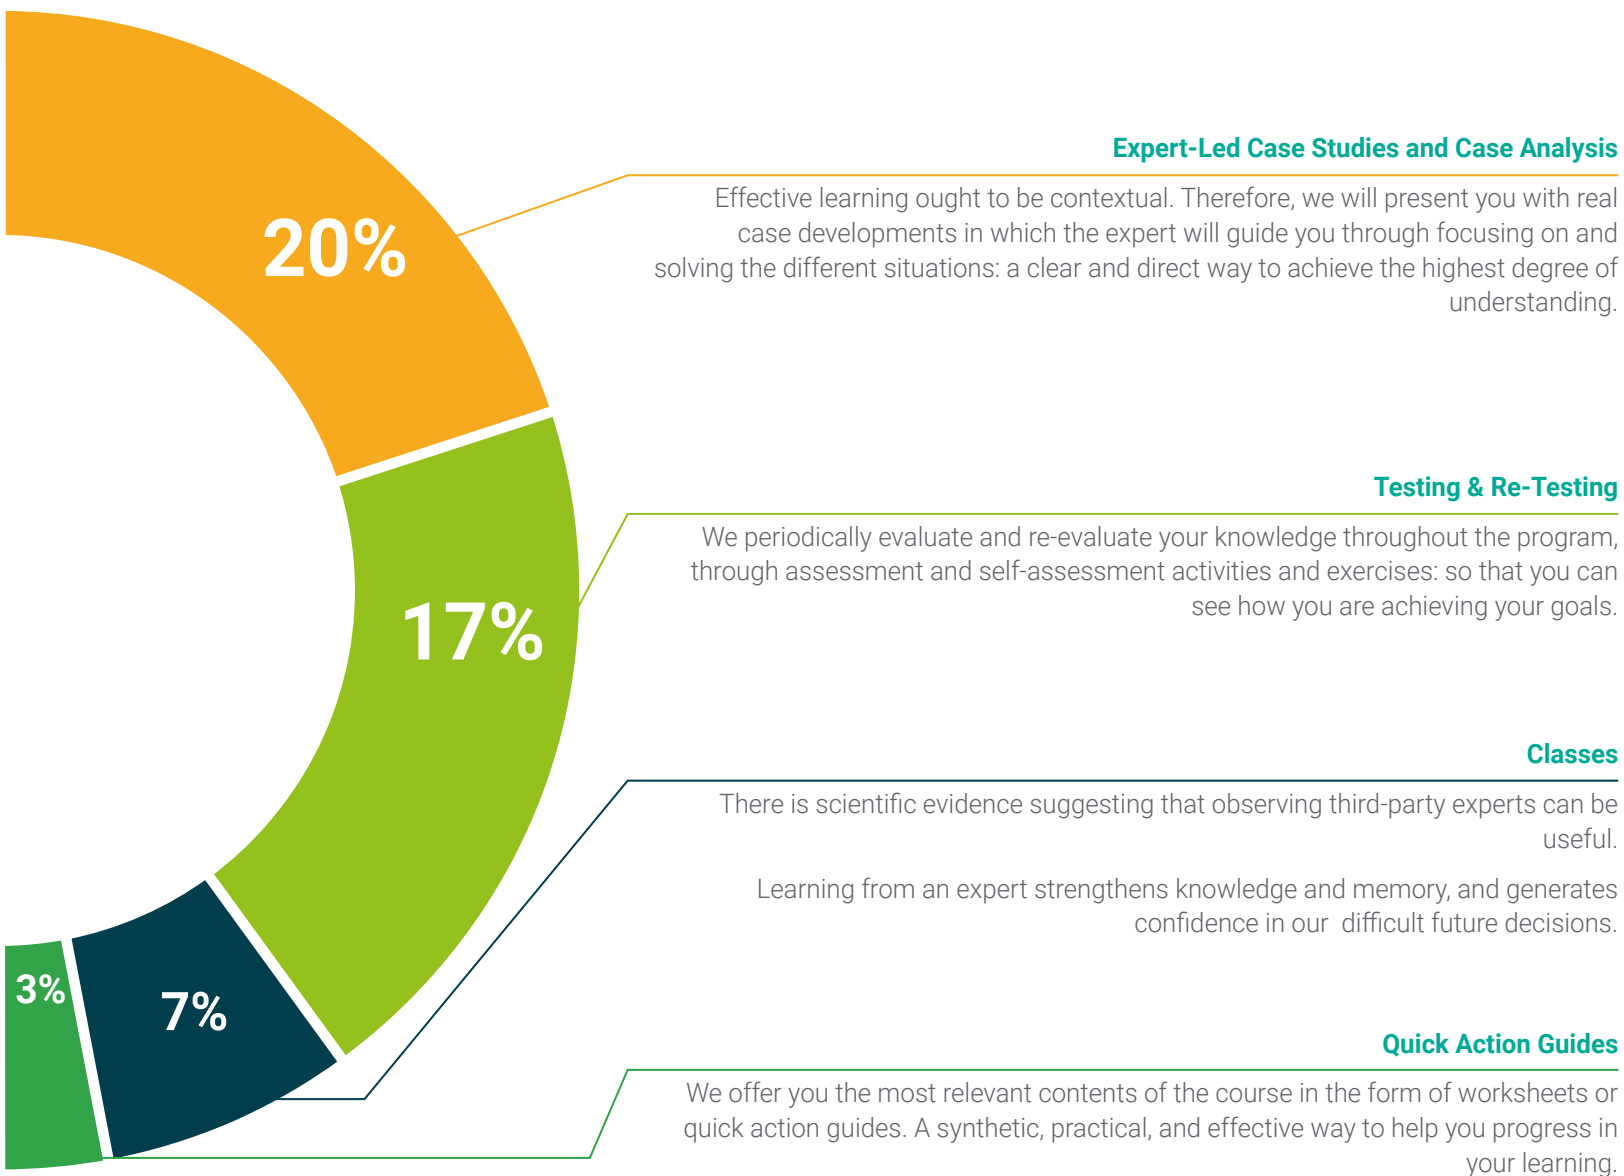 20%
Expert-Led Case Studies and Case Analysis
Effective learning ought to be contextual. Therefore, we will present you with real
case developments in which the expert will guide you through focusing on and
solving the different situations: a clear and direct way to achieve the highest degree of
understanding.
17%
Testing & Re-Testing
We periodically evaluate and re-evaluate your knowledge throughout the program,
through assessment and self-assessment activities and exercises: so that you can
see how you are achieving your goals.
7%
Classes
There is scientific evidence suggesting that observing third-party experts can be
useful.
Learning from an expert strengthens knowledge and memory, and generates
confidence in our difficult future decisions.
3%
Quick Action Guides
We offer you the most relevant contents of the course in the form of worksheets or
quick action guides. A synthetic, practical, and effective way to help you progress in
your learning.